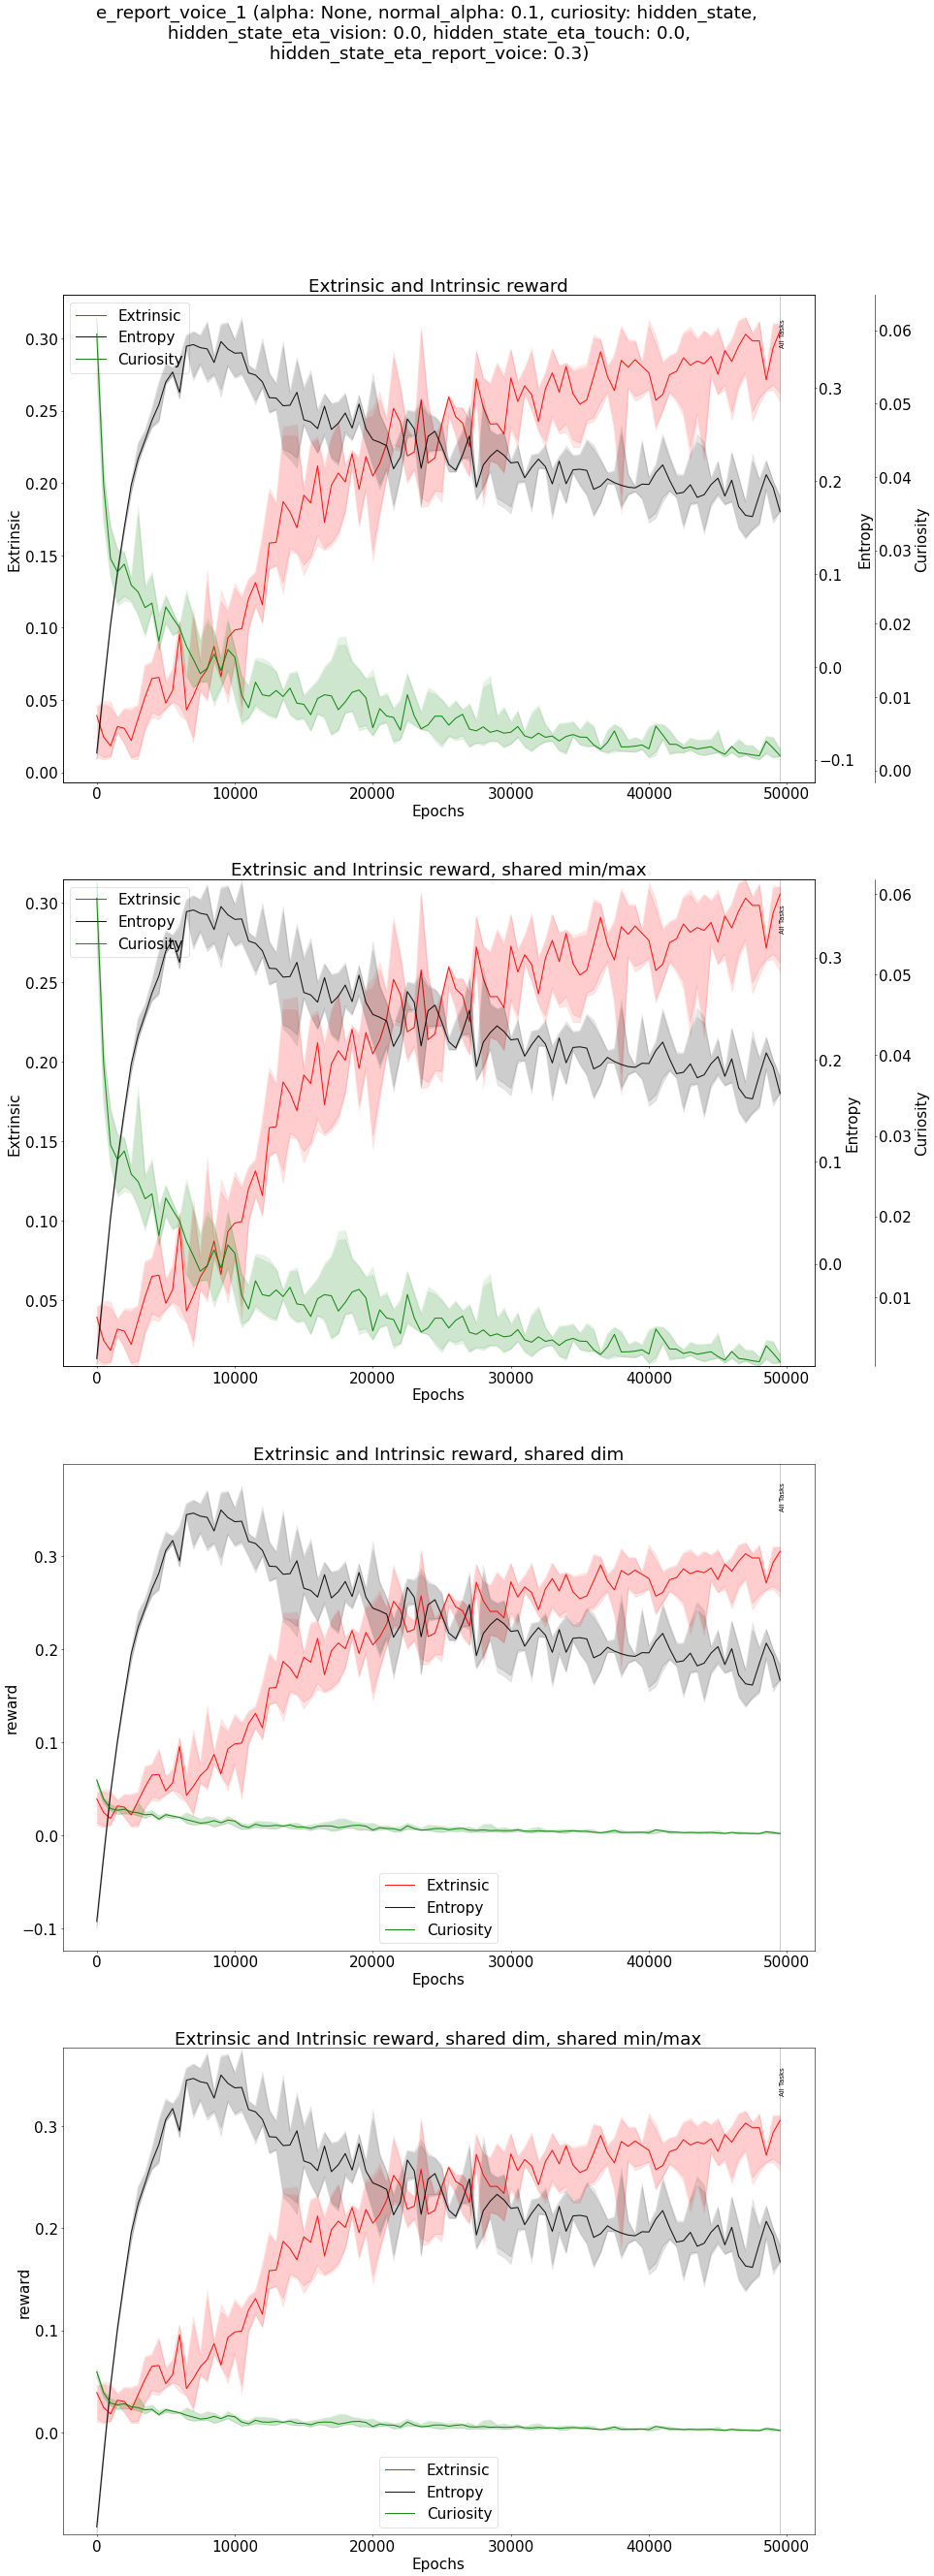 e_report_voice_1 (alpha: None, normal_alpha: 0.1, curiosity: hidden_state,
hidden_state_eta_vision: 0.0, hidden_state_eta_touch: 0.0,
hidden_state_eta_report_voice: 0.3)
Extrinsic and Intrinsic reward
Extrinsic
Entropy
Curiosity
All Tasks
0.30
0.25
0.20
0.15
0.10
0.05
0.00
Extrinsic
0.3
0.2
0.1
0.0
−0.1
Entropy
0.06
0.05
0.04
0.03
0.02
0.01
0.00
Curiosity
0
10000
20000
30000
40000
50000
Epochs
Extrinsic and Intrinsic reward, shared min/max
Extrinsic
Entropy
Curiosity
All Tasks
0.30
0.25
0.20
0.15
0.10
0.05
Extrinsic
0.3
0.2
0.1
0.0
Entropy
0.06
0.05
0.04
0.03
0.02
0.01
Curiosity
0
10000
20000
30000
40000
50000
Epochs
Extrinsic and Intrinsic reward, shared dim
All Tasks
0.3
0.2
0.1
0.0
−0.1
reward
Extrinsic
Entropy
Curiosity
0
10000
20000
30000
40000
50000
Epochs
Extrinsic and Intrinsic reward, shared dim, shared min/max
All Tasks
0.3
0.2
0.1
0.0
reward
Extrinsic
Entropy
Curiosity
0
10000
20000
30000
40000
50000
Epochs